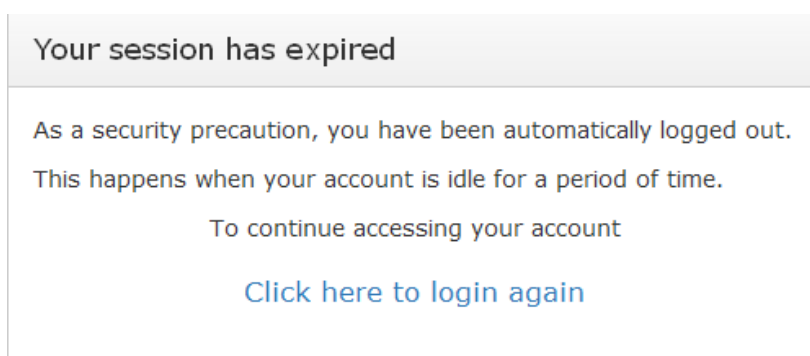 Your session has expired
As a security precaution, you have been automatically logged out.
This happens when your account is idle for a period of time.
To continue accessing your account
Click here to login again